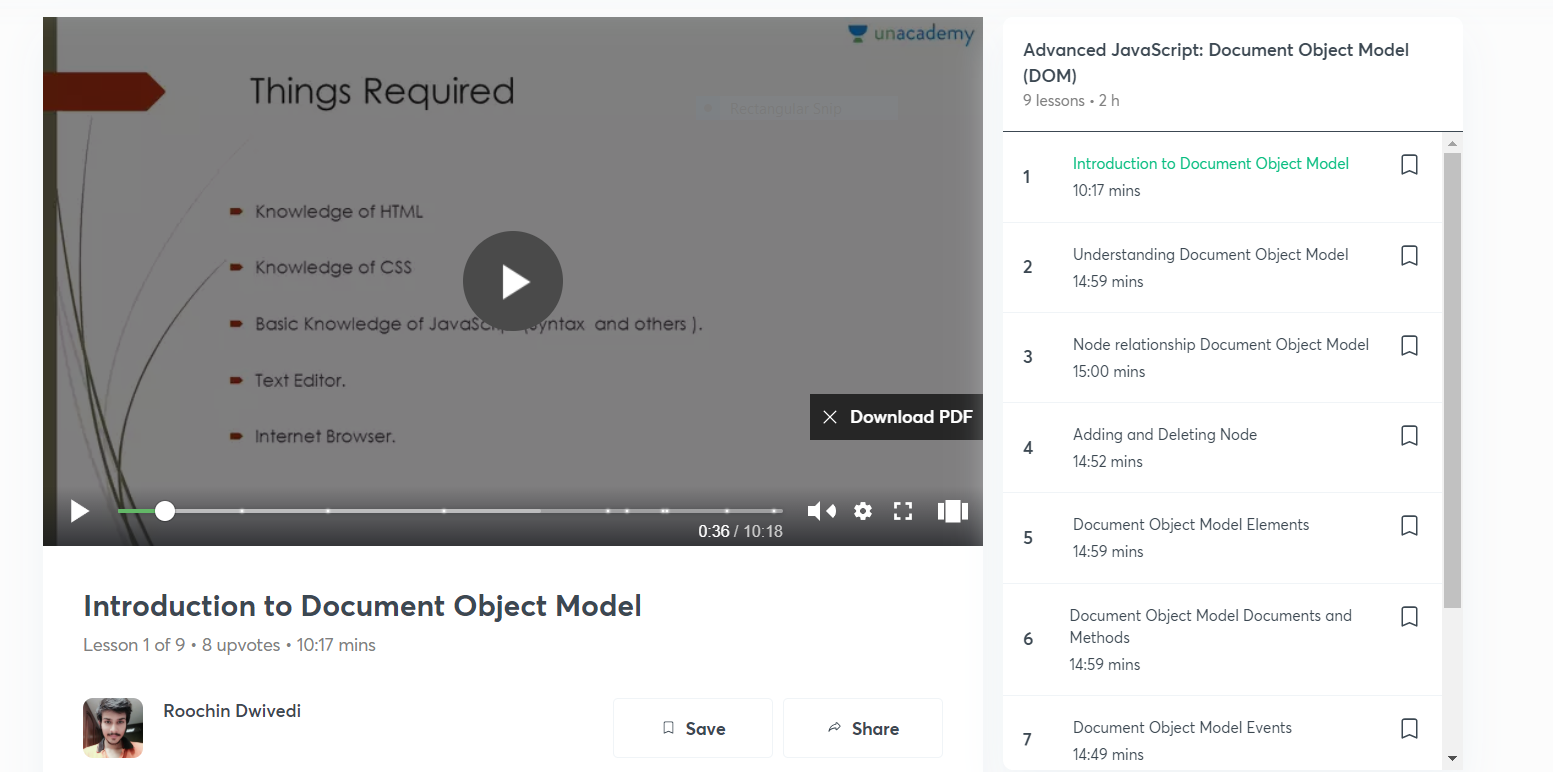 unacademy
Things Required
Rectangular Snip
Knowledge of HTML
Knowledge of CSS
Basic Knowledge of JavaScript (syntax and others ).
Text Editor.
Internet Browser.
Download PDF
0:36 / 10:18
Introduction to Document Object Model
Lesson 1 of 9 • 8 upvotes • 10:17 mins
Roochin Dwivedi
Save
Share
Advanced JavaScript: Document Object Model
(DOM)
9 lessons • 2 h
1
Introduction to Document Object Model
10:17 mins
2
Understanding Document Object Model
14:59 mins
3
Node relationship Document Object Model
15:00 mins
4
Adding and Deleting Node
14:52 mins
5
Document Object Model Elements
14:59 mins
6
Document Object Model Documents and
Methods
14:59 mins
7
Document Object Model Events
14:49 mins